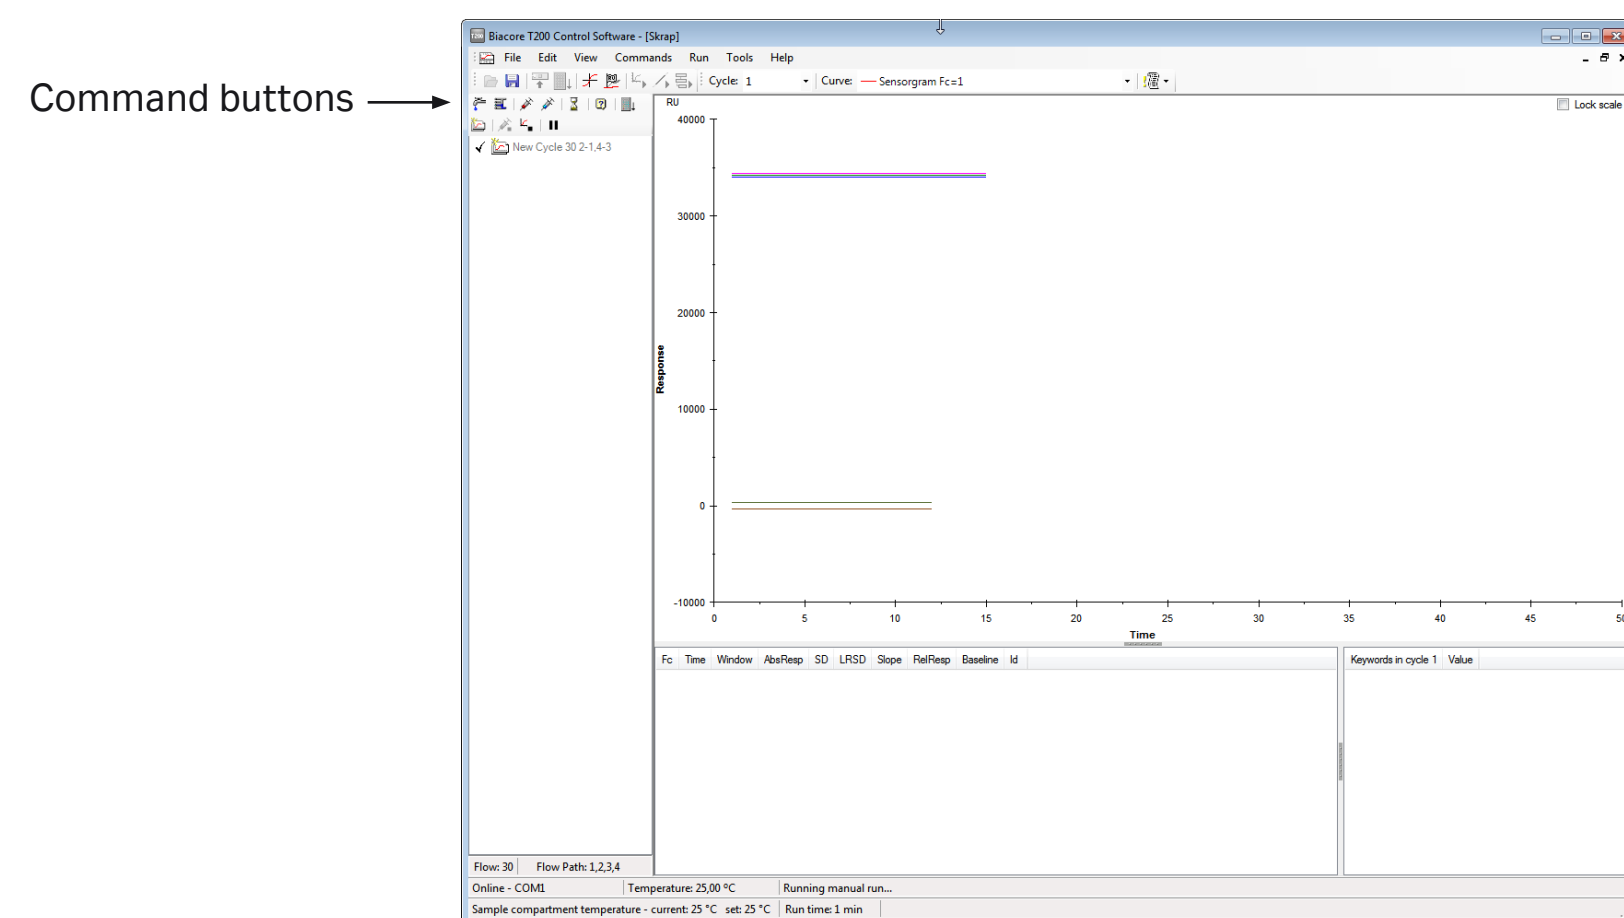 Command buttons
Biacore T200 Control Software - [Skrap]
File Edit View Commands Run Tools Help
Cycle: 1 Curve: Sensorgram Fc=1
RU
Lock scale
New Cycle 30 2-1,4-3
40000
30000
20000
10000
0
-10000
Response
0 5 10 15 20 25 30 35 40 45
Time
Fc Time Window AbsResp SD LRSD Slope RelResp Baseline Id
Keywords in cycle 1 Value
Flow: 30 Flow Path: 1,2,3,4
Online - COM1 Temperature: 25,00 °C Running manual run...
Sample compartment temperature - current: 25 °C set: 25 °C Run time: 1 min